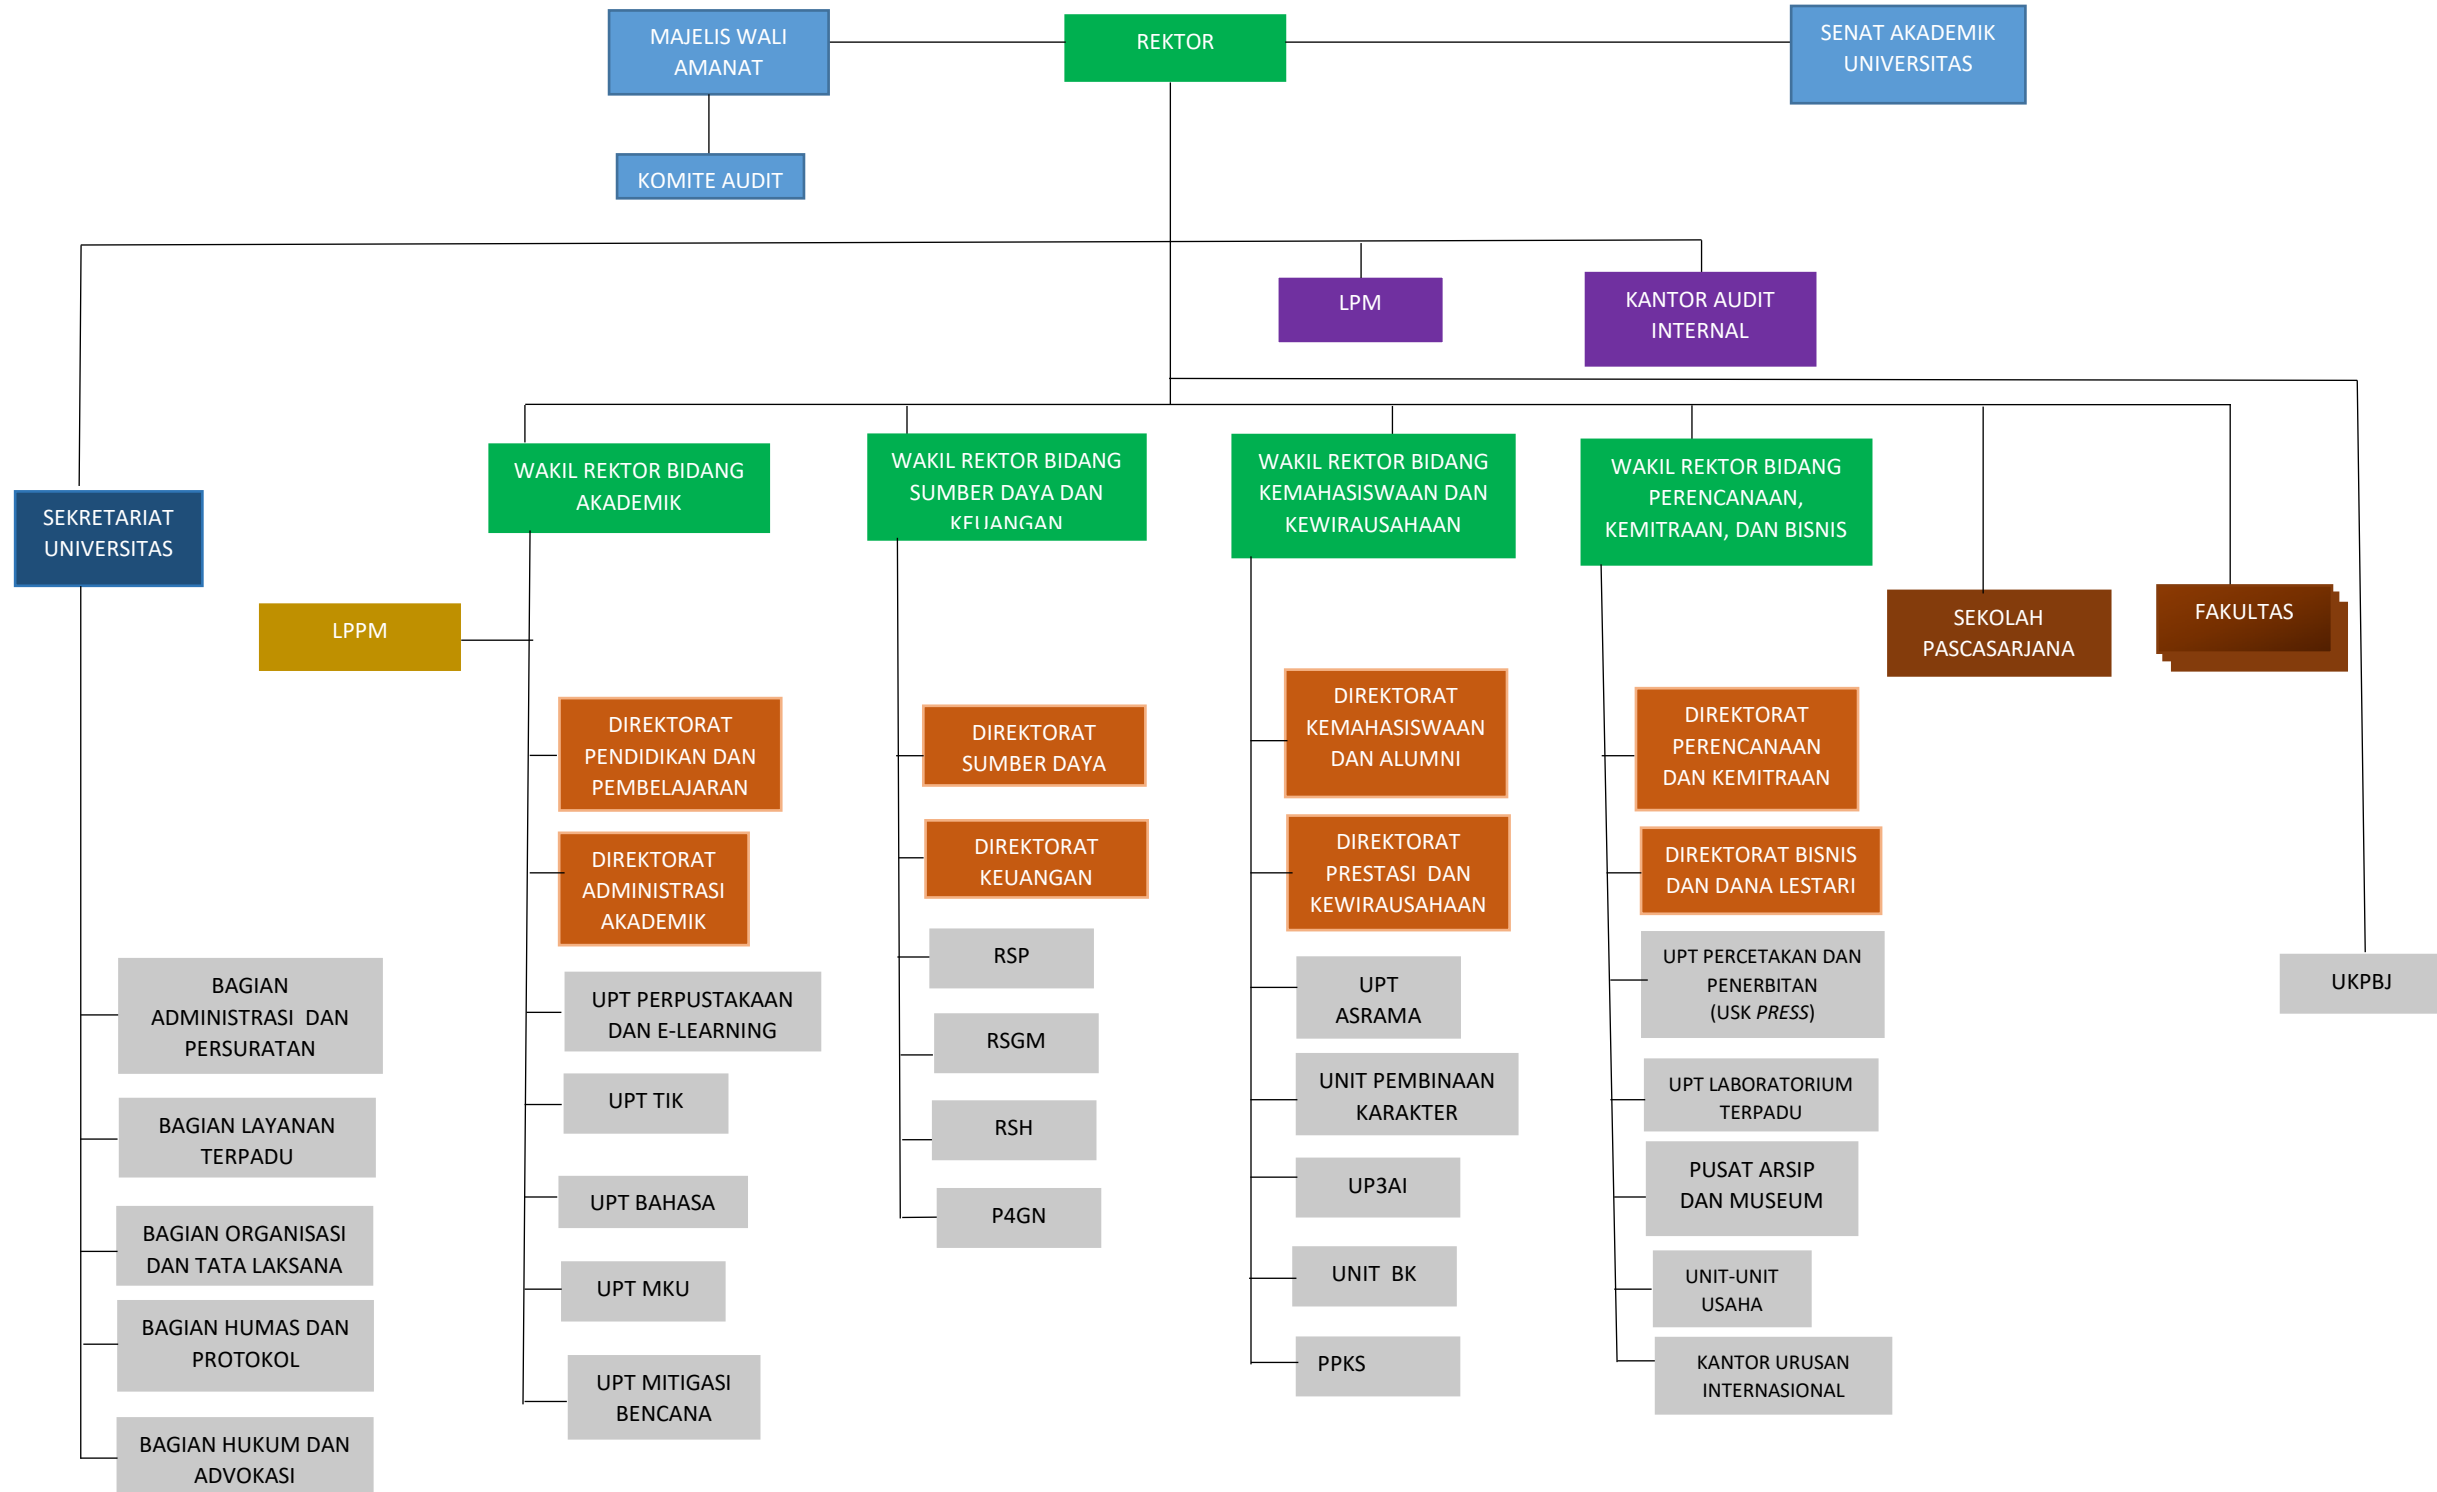 MAJELIS WALI
AMANAT
REKTOR
SENAT AKADEMIK
UNIVERSITAS
KOMITE AUDIT
LPM
KANTOR AUDIT
INTERNAL
SEKRETARIAT
UNIVERSITAS
WAKIL REKTOR BIDANG
AKADEMIK
WAKIL REKTOR BIDANG
SUMBER DAYA DAN
KEUANGAN
WAKIL REKTOR BIDANG
KEMAHASISWAAN DAN
KEWIRAUSAHAAN
WAKIL REKTOR BIDANG
PERENCANAAN,
KEMITRAAN, DAN BISNIS
LPPM
SEKOLAH
PASCASARJANA
FAKULTAS
DIREKTORAT
PENDIDIKAN DAN
PEMBELAJARAN
DIREKTORAT
SUMBER DAYA
DIREKTORAT
KEMAHASISWAAN
DAN ALUMNI
DIREKTORAT
PERENCANAAN
DAN KEMITRAAN
DIREKTORAT
ADMINISTRASI
AKADEMIK
DIREKTORAT
KEUANGAN
DIREKTORAT
PRESTASI  DAN
KEWIRAUSAHAAN
DIREKTORAT BISNIS
DAN DANA LESTARI
BAGIAN
ADMINISTRASI  DAN
PERSURATAN
UPT PERPUSTAKAAN
DAN E-LEARNING
RSP
UPT
ASRAMA
UPT PERCETAKAN DAN
PENERBITAN
(USK PRESS)
UKPBJ
BAGIAN LAYANAN
TERPADU
UPT TIK
RSGM
UNIT PEMBINAAN
KARAKTER
UPT LABORATORIUM
TERPADU
BAGIAN ORGANISASI
DAN TATA LAKSANA
UPT BAHASA
RSH
UP3AI
PUSAT ARSIP
DAN MUSEUM
BAGIAN HUMAS DAN
PROTOKOL
UPT MKU
P4GN
UNIT  BK
UNIT-UNIT
USAHA
BAGIAN HUKUM DAN
ADVOKASI
UPT MITIGASI
BENCANA
PPKS
KANTOR URUSAN
INTERNASIONAL